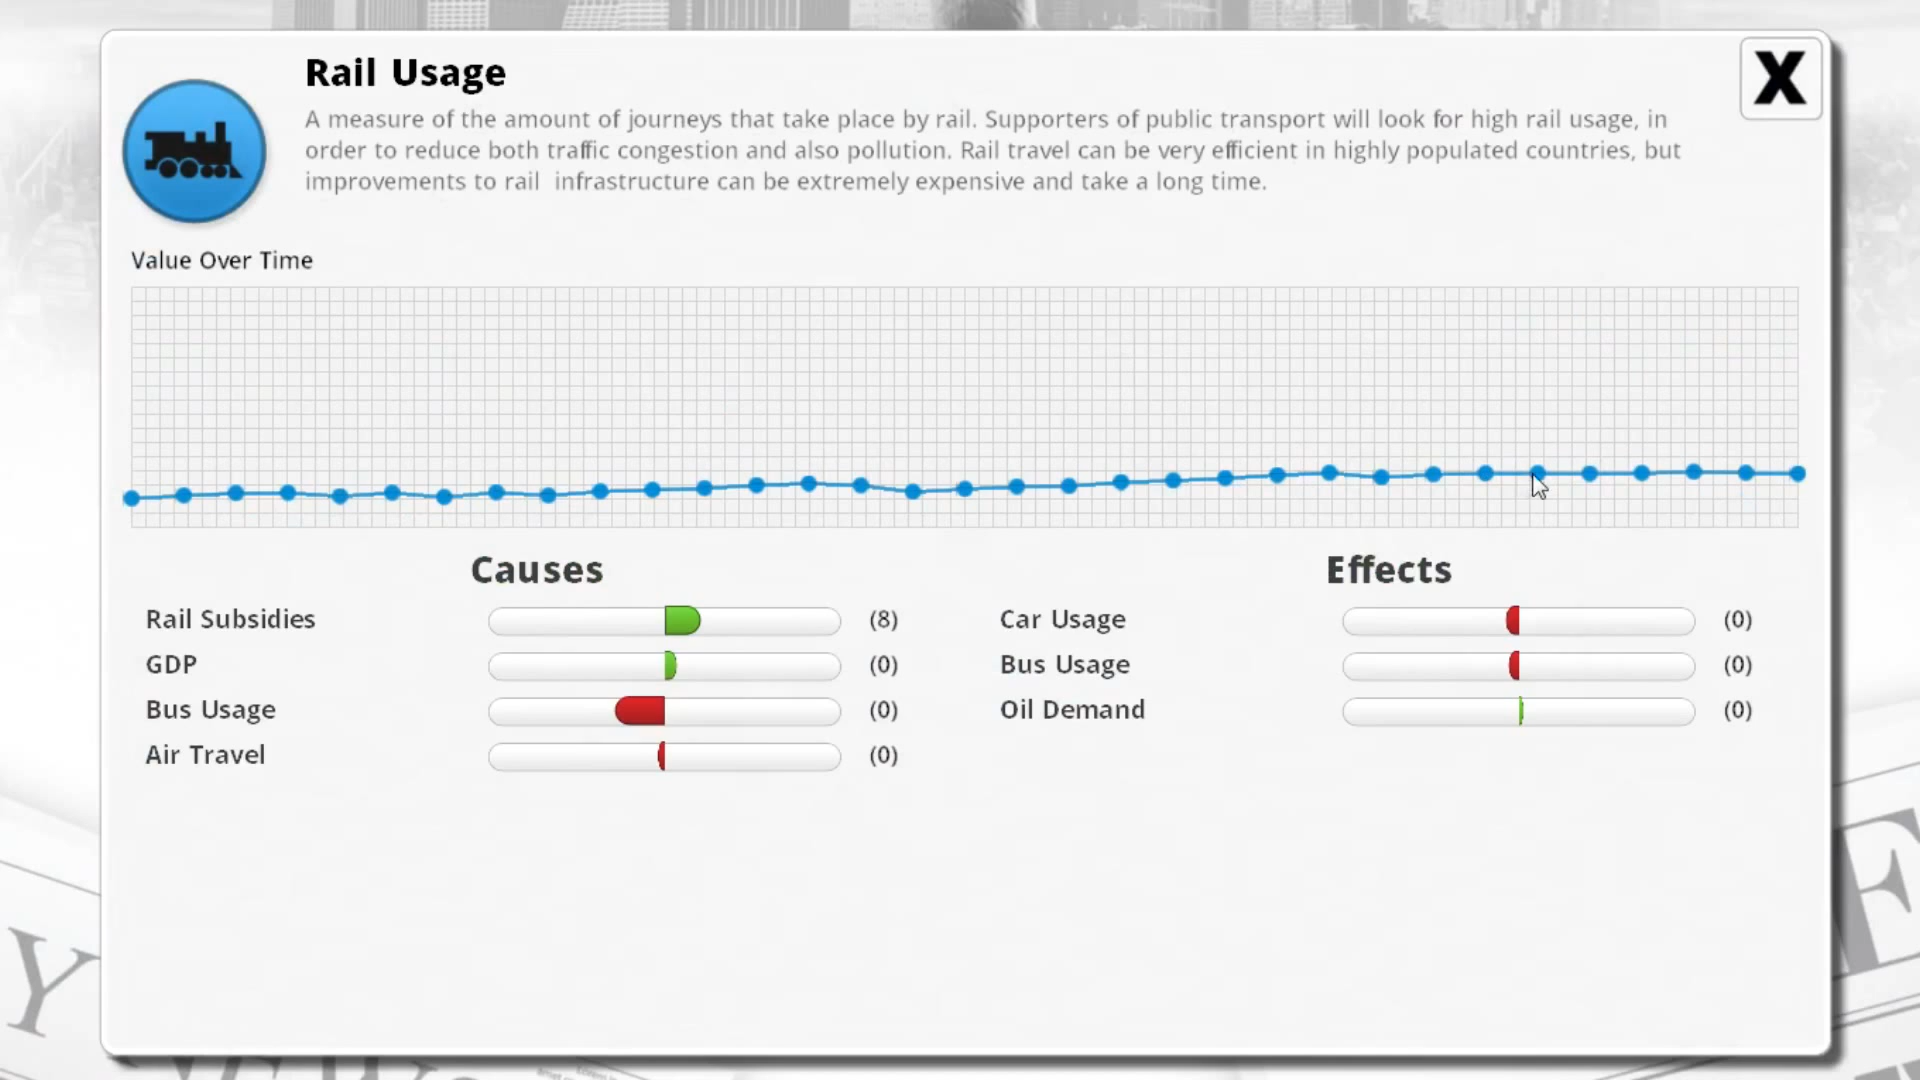 Rail Usage
X
A measure of the amount of journeys that take place by rail. Supporters of public transport will look for high rail usage, in
order to reduce both traffic congestion and also pollution. Rail travel can be very efficient in highly populated countries, but
improvements to rail infrastructure can be extremely expensive and take a long time.
Value Over Time
Causes
Effects
Rail Subsidies (8)
Car Usage (0)
GDP (0)
Bus Usage (0)
Bus Usage (0)
Oil Demand (0)
Air Travel (0)